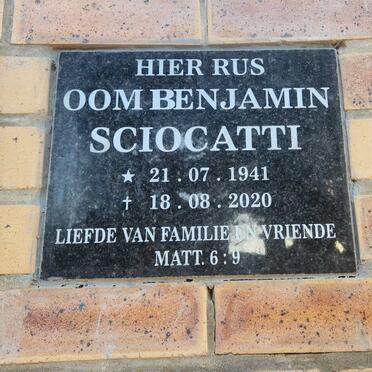 HIER RUS
OOM BENJAMIN
SCIOCATTI
★ 21 . 07 . 1941
† 18 . 08 . 2020
LIEFDE VAN FAMILIE EN VRIENDE
MATT. 6 : 9